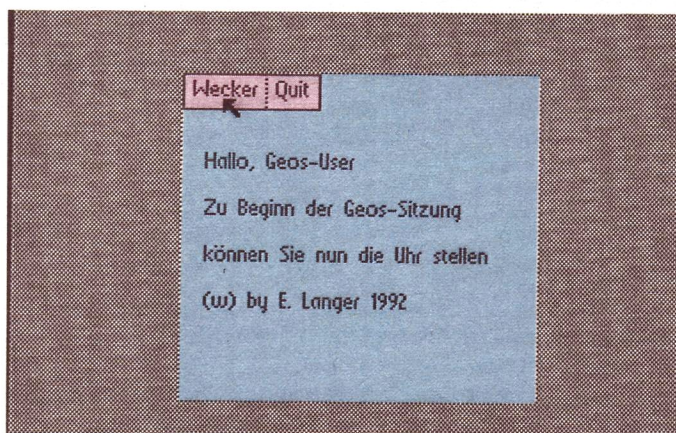 Wecker Quit
Hallo, Geos-User
Zu Beginn der Geos-Sitzung
können Sie nun die Uhr stellen
(w) by E. Langer 1992